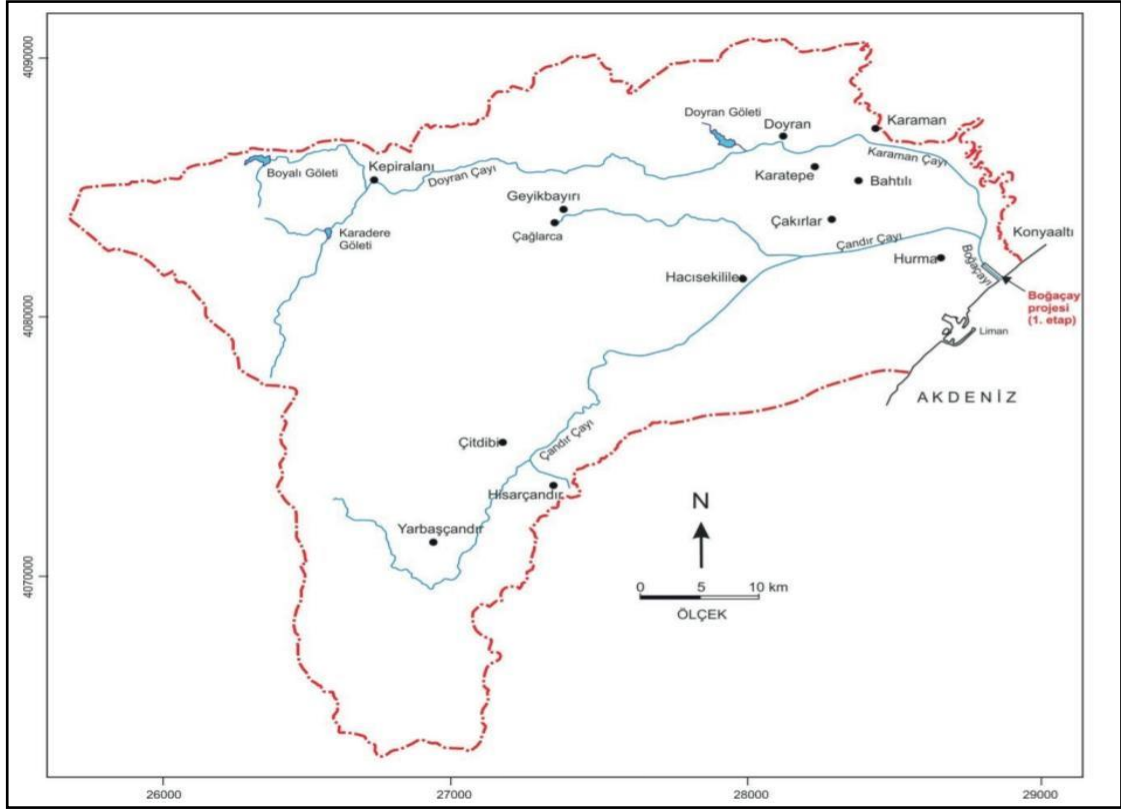 4090000
4080000
4070000
26000
27000
28000
29000
Doyran Göleti
Doyran
Karaman
Karaman Çayı
Boyalı Göleti
Kepiralanı
Doyran Çayı
Karatepe
Bahtılı
Geyikbayırı
Çağlarca
Karadere
Göleti
Çakırlar
Çandır Çayı
Konyaaltı
Hurma
Boğaçayı
Hacısekilile
Boğaçay
projesi
(1. etap)
Liman
AKDENİZ
Çitdibi
Çandır Çayı
Hisarçandır
Yarbaşçandır
N
0 5 10 km
ÖLÇEK